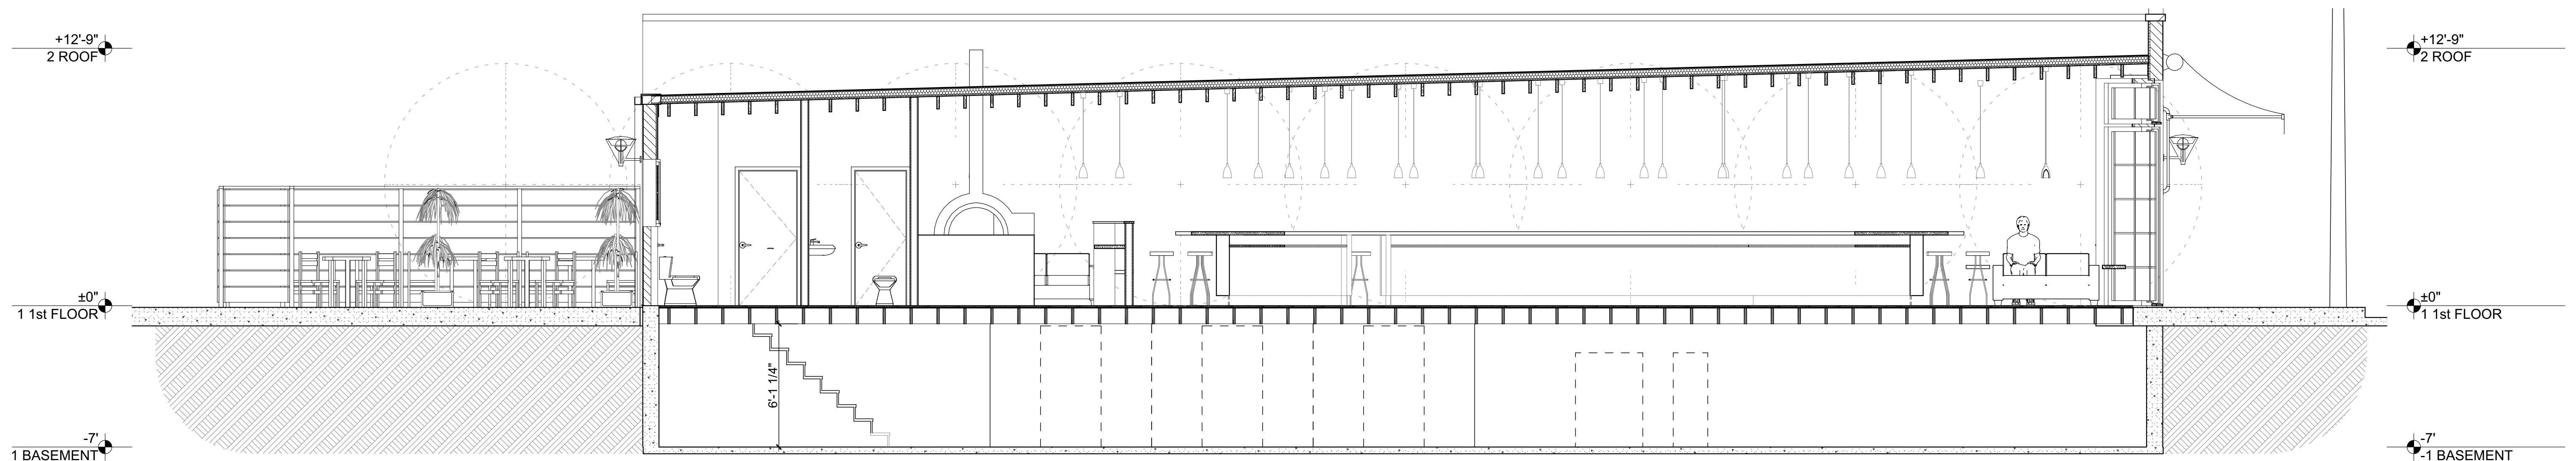 +12'-9"
2 ROOF
+12'-9"
2 ROOF
±0"
1 1st FLOOR
±0"
1 1st FLOOR
6'-1 1/4"
-7'
1 BASEMENT
-7'
-1 BASEMENT